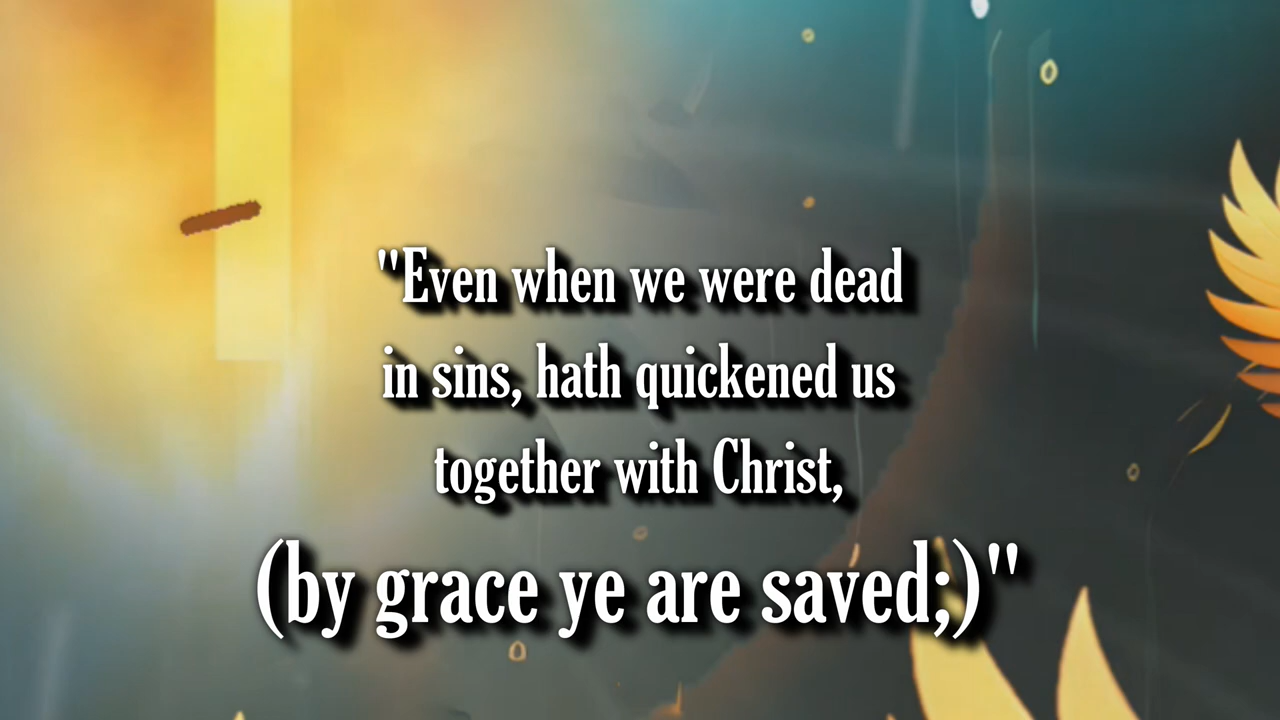 "Even when we were dead
in sins, hath quickened us
together with Christ,
(by grace ye are saved;)"